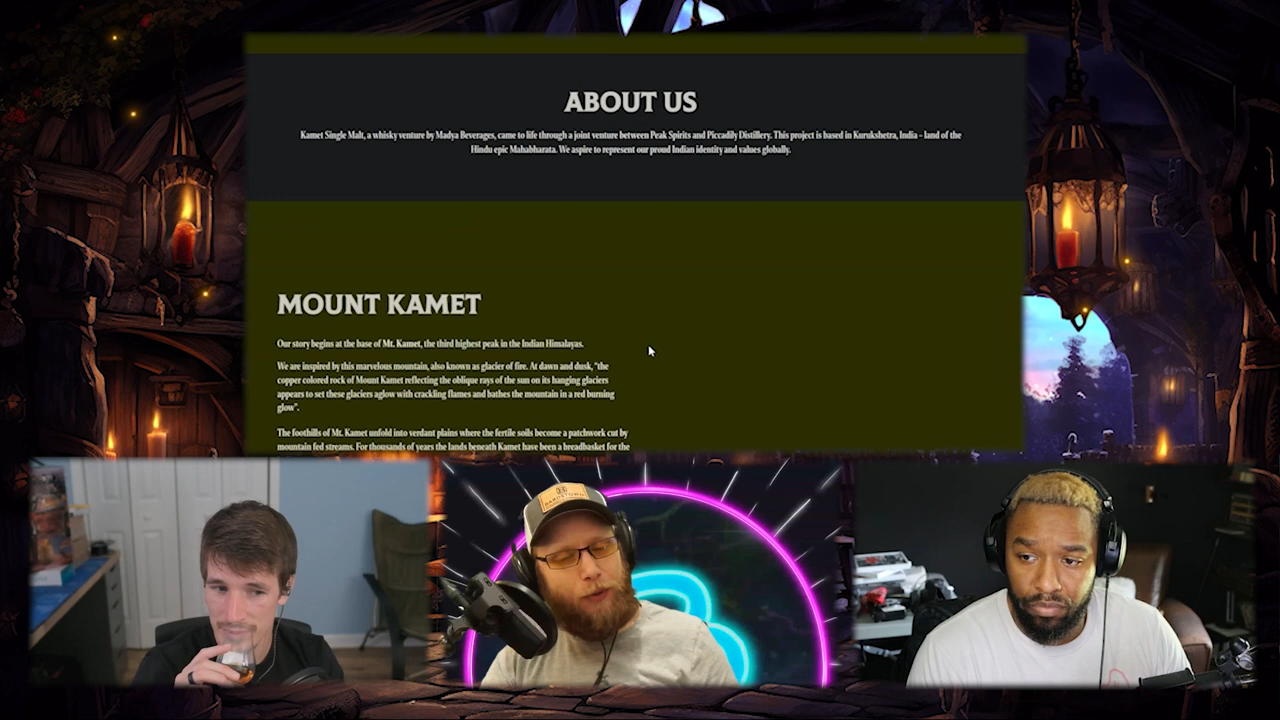 ABOUT US
Kamet Single Malt, a whisky venture by Madya Beverages, came to life through a joint venture between Peak Spirits and Piccadily Distillery. This project is based in Kurukshetra, India – land of the
Hindu epic Mahabharata. We aspire to represent our proud Indian identity and values globally.
MOUNT KAMET
Our story begins at the base of Mt. Kamet, the third highest peak in the Indian Himalayas.
We are inspired by this marvelous mountain, also known as glacier of fire. At dawn and dusk, “the
copper colored rock of Mount Kamet reflecting the oblique rays of the sun on its hanging glaciers
appears to set these glaciers aglow with crackling flames and bathes the mountain in a red burning
glow”.
The foothills of Mt. Kamet unfold into verdant plains where the fertile soils become a patchwork cut by
mountain fed streams. For thousands of years the lands beneath Kamet have been a breadbasket for the